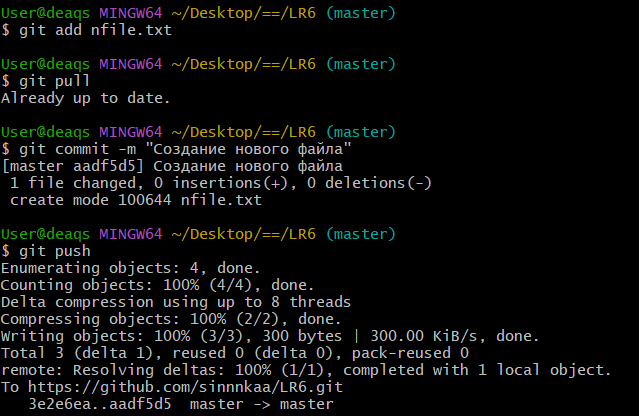 User@deaqs MINGW64 ~/Desktop/==/LR6 (master)
$ git add nfile.txt
User@deaqs MINGW64 ~/Desktop/==/LR6 (master)
$ git pull
Already up to date.
User@deaqs MINGW64 ~/Desktop/==/LR6 (master)
$ git commit -m "Создание нового файла"
[master aadf5d5] Создание нового файла
 1 file changed, 0 insertions(+), 0 deletions(-)
 create mode 100644 nfile.txt
User@deaqs MINGW64 ~/Desktop/==/LR6 (master)
$ git push
Enumerating objects: 4, done.
Counting objects: 100% (4/4), done.
Delta compression using up to 8 threads
Compressing objects: 100% (2/2), done.
Writing objects: 100% (3/3), 300 bytes | 300.00 KiB/s, done.
Total 3 (delta 1), reused 0 (delta 0), pack-reused 0
remote: Resolving deltas: 100% (1/1), completed with 1 local object.
To https://github.com/sinnnkaa/LR6.git
   3e2e6ea..aadf5d5  master -> master